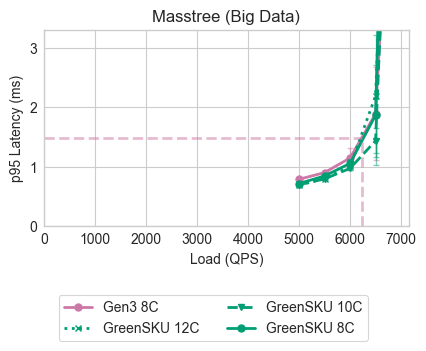 Masstree (Big Data)
3
2
1
0
p95 Latency (ms)
0 1000 2000 3000 4000 5000 6000 7000
Load (QPS)
Gen3 8C GreenSKU 10C
GreenSKU 12C GreenSKU 8C